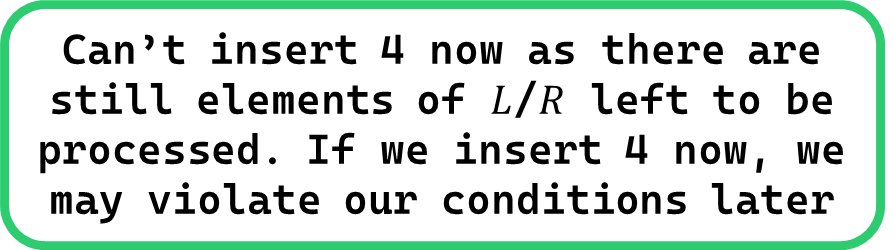 Can’t insert 4 now as there are
still elements of L/R left to be
processed. If we insert 4 now, we
may violate our conditions later